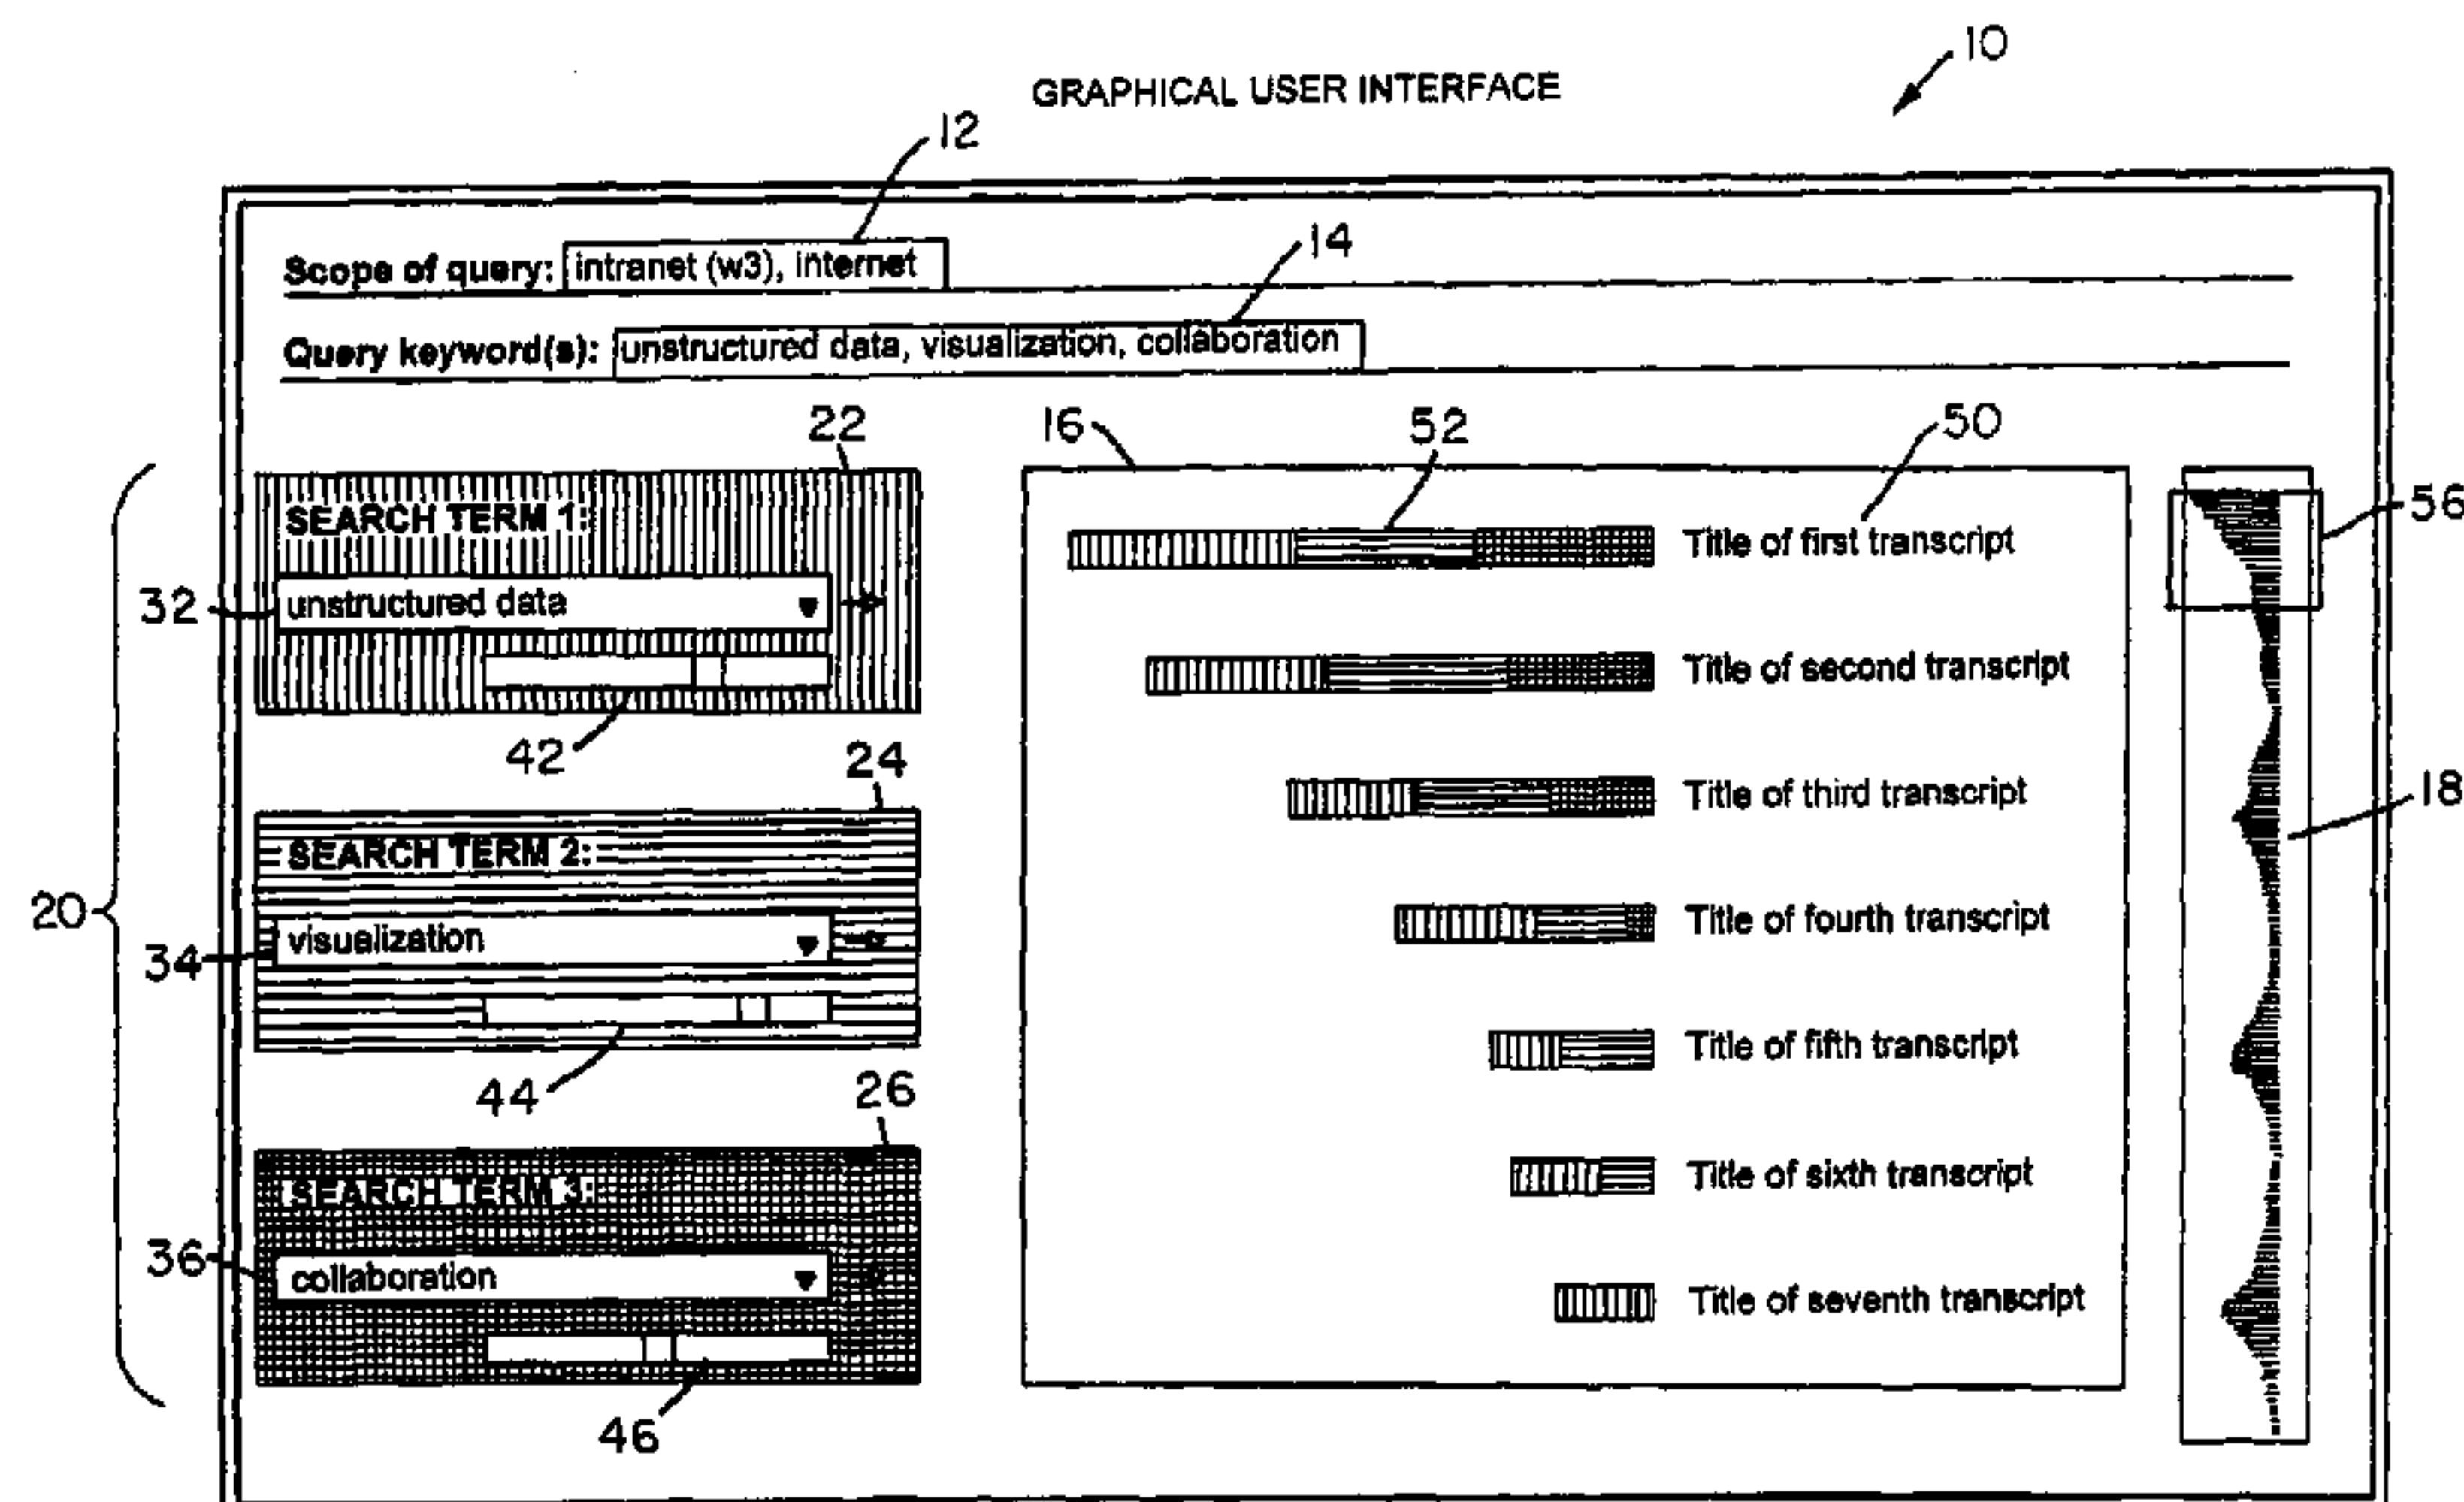 10
GRAPHICAL USER INTERFACE
12
Scope of query: intranet (w3), internet
14
Query keyword(s): unstructured data, visualization, collaboration
22
16
52
50
56
SEARCH TERM 1:
Title of first transcript
32
unstructured data
Title of second transcript
42
24
Title of third transcript
18
SEARCH TERM 2:
20
Title of fourth transcript
34
visualization
Title of fifth transcript
44
26
SEARCH TERM 3:
Title of sixth transcript
36
collaboration
Title of seventh transcript
46